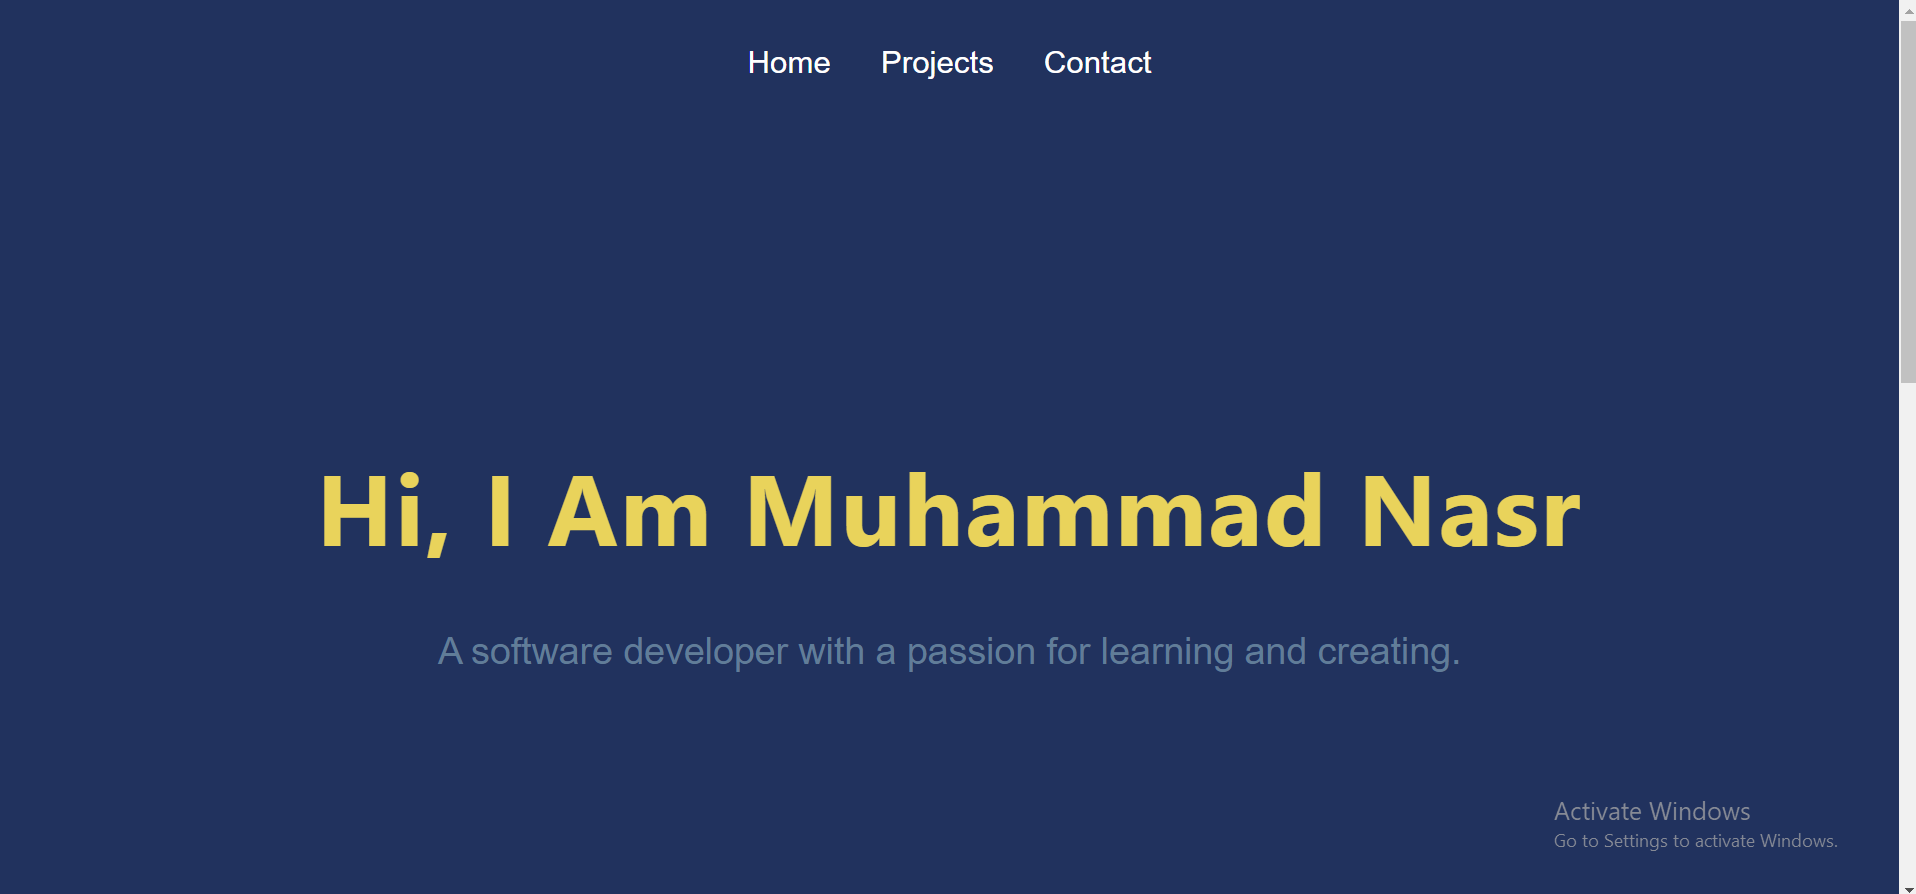 Home Projects Contact
Hi, I Am Muhammad Nasr
A software developer with a passion for learning and creating.
Activate Windows
Go to Settings to activate Windows.